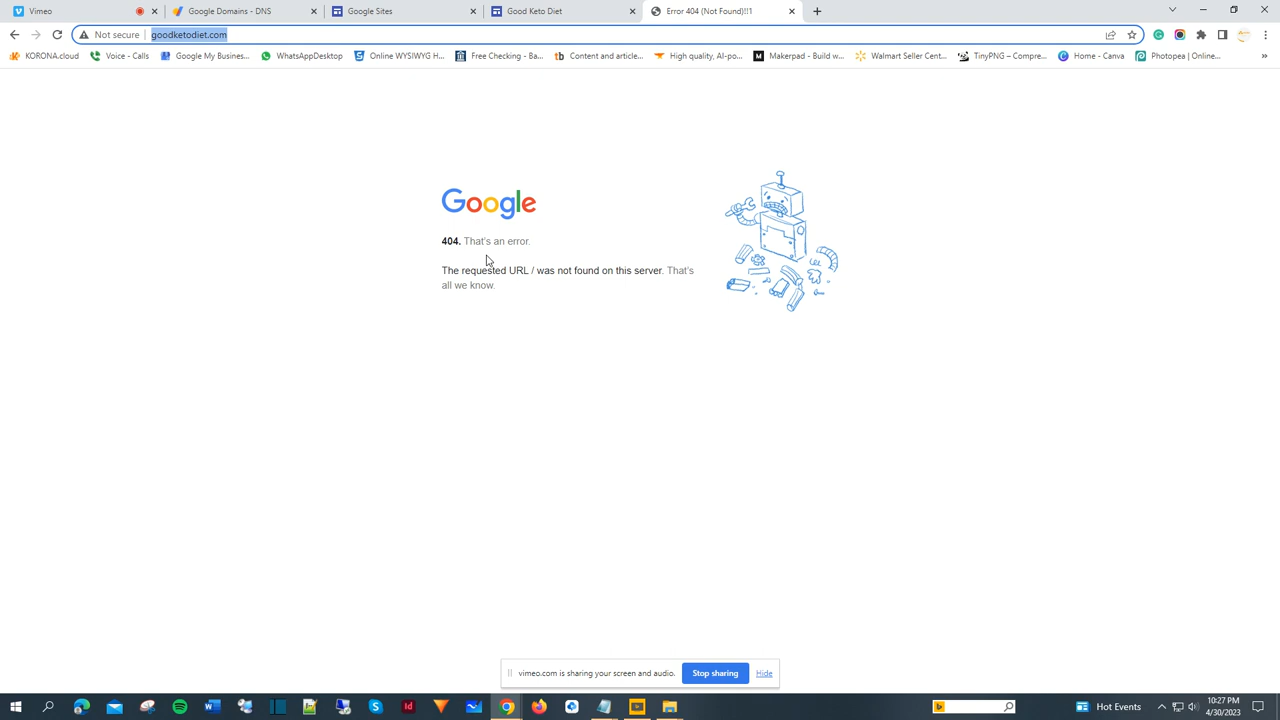 Vimeo
Google Domains - DNS
Google Sites
Good Keto Diet
Error 404 (Not Found)!!1
Not secure
goodketodiet.com
KORONA.cloud
Voice - Calls
Google My Busines...
WhatsAppDesktop
Online WYSIWYG H...
Free Checking - Ba...
Content and article...
High quality, AI-po...
Makerpad - Build w...
Walmart Seller Cent...
TinyPNG – Compre...
Home - Canva
Photopea | Online...
Google
404. That's an error.
The requested URL / was not found on this server. That's
all we know.
vimeo.com is sharing your screen and audio.
Stop sharing
Hide
Hot Events
10:27 PM
4/30/2023